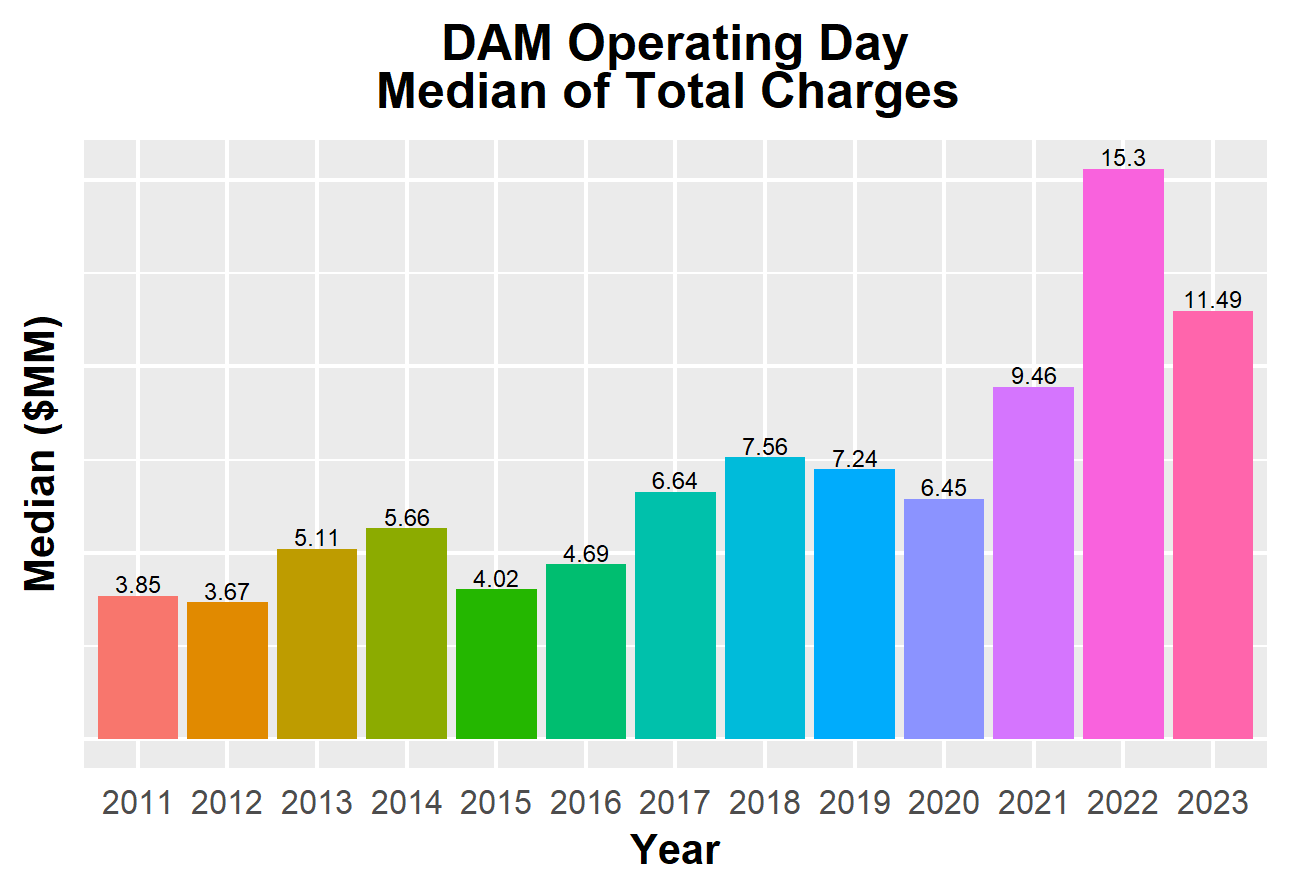 DAM Operating Day
Median of Total Charges
Median ($MM)
3.85
3.67
5.11
5.66
4.02
4.69
6.64
7.56
7.24
6.45
9.46
15.3
11.49
2011 2012 2013 2014 2015 2016 2017 2018 2019 2020 2021 2022 2023
Year